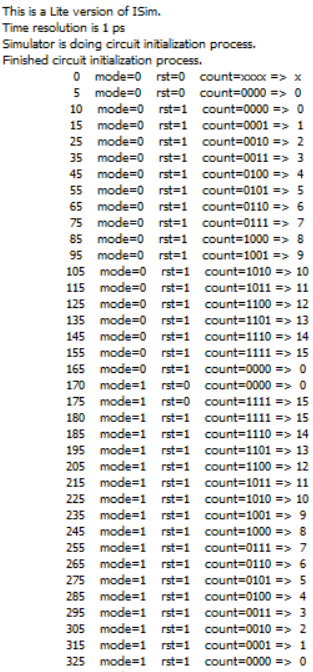 This is a Lite version of ISim.
Time resolution is 1 ps
Simulator is doing circuit initialization process.
Finished circuit initialization process.
0 mode=0 rst=0 count=xxxx => x
5 mode=0 rst=0 count=0000 => 0
10 mode=0 rst=1 count=0000 => 0
15 mode=0 rst=1 count=0001 => 1
25 mode=0 rst=1 count=0010 => 2
35 mode=0 rst=1 count=0011 => 3
45 mode=0 rst=1 count=0100 => 4
55 mode=0 rst=1 count=0101 => 5
65 mode=0 rst=1 count=0110 => 6
75 mode=0 rst=1 count=0111 => 7
85 mode=0 rst=1 count=1000 => 8
95 mode=0 rst=1 count=1001 => 9
105 mode=0 rst=1 count=1010 => 10
115 mode=0 rst=1 count=1011 => 11
125 mode=0 rst=1 count=1100 => 12
135 mode=0 rst=1 count=1101 => 13
145 mode=0 rst=1 count=1110 => 14
155 mode=0 rst=1 count=1111 => 15
165 mode=0 rst=1 count=0000 => 0
170 mode=1 rst=0 count=0000 => 0
175 mode=1 rst=0 count=1111 => 15
180 mode=1 rst=1 count=1111 => 15
185 mode=1 rst=1 count=1110 => 14
195 mode=1 rst=1 count=1101 => 13
205 mode=1 rst=1 count=1100 => 12
215 mode=1 rst=1 count=1011 => 11
225 mode=1 rst=1 count=1010 => 10
235 mode=1 rst=1 count=1001 => 9
245 mode=1 rst=1 count=1000 => 8
255 mode=1 rst=1 count=0111 => 7
265 mode=1 rst=1 count=0110 => 6
275 mode=1 rst=1 count=0101 => 5
285 mode=1 rst=1 count=0100 => 4
295 mode=1 rst=1 count=0011 => 3
305 mode=1 rst=1 count=0010 => 2
315 mode=1 rst=1 count=0001 => 1
325 mode=1 rst=1 count=0000 => 0